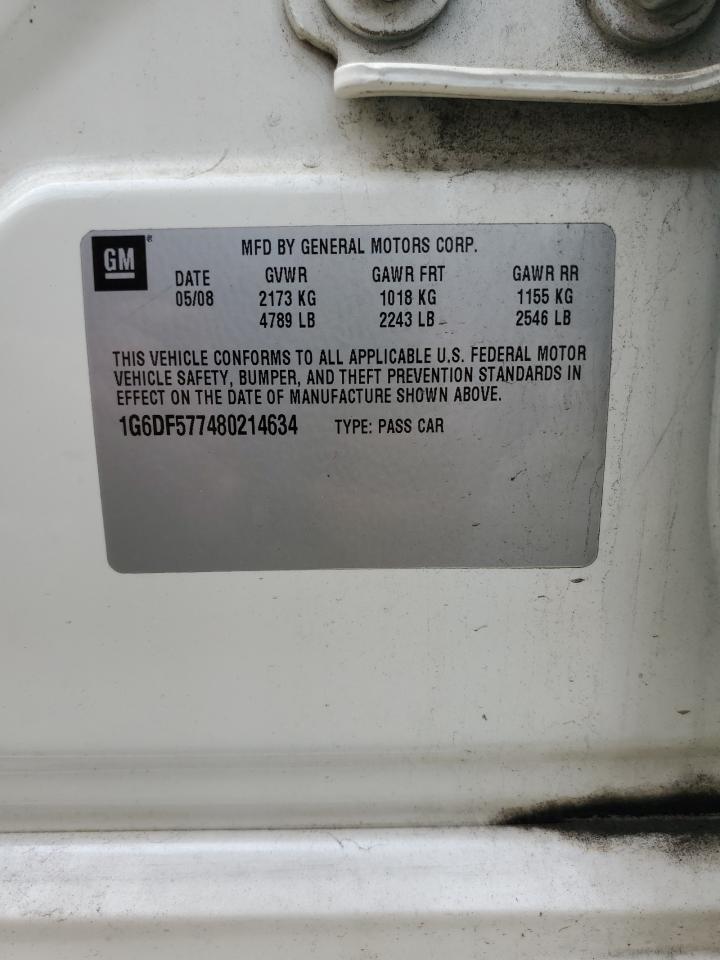 GM®
MFD BY GENERAL MOTORS CORP.
DATE GVWR GAWR FRT GAWR RR
05/08 2173 KG 1018 KG 1155 KG
4789 LB 2243 LB 2546 LB
THIS VEHICLE CONFORMS TO ALL APPLICABLE U.S. FEDERAL MOTOR
VEHICLE SAFETY, BUMPER, AND THEFT PREVENTION STANDARDS IN
EFFECT ON THE DATE OF MANUFACTURE SHOWN ABOVE.
1G6DF577480214634 TYPE: PASS CAR